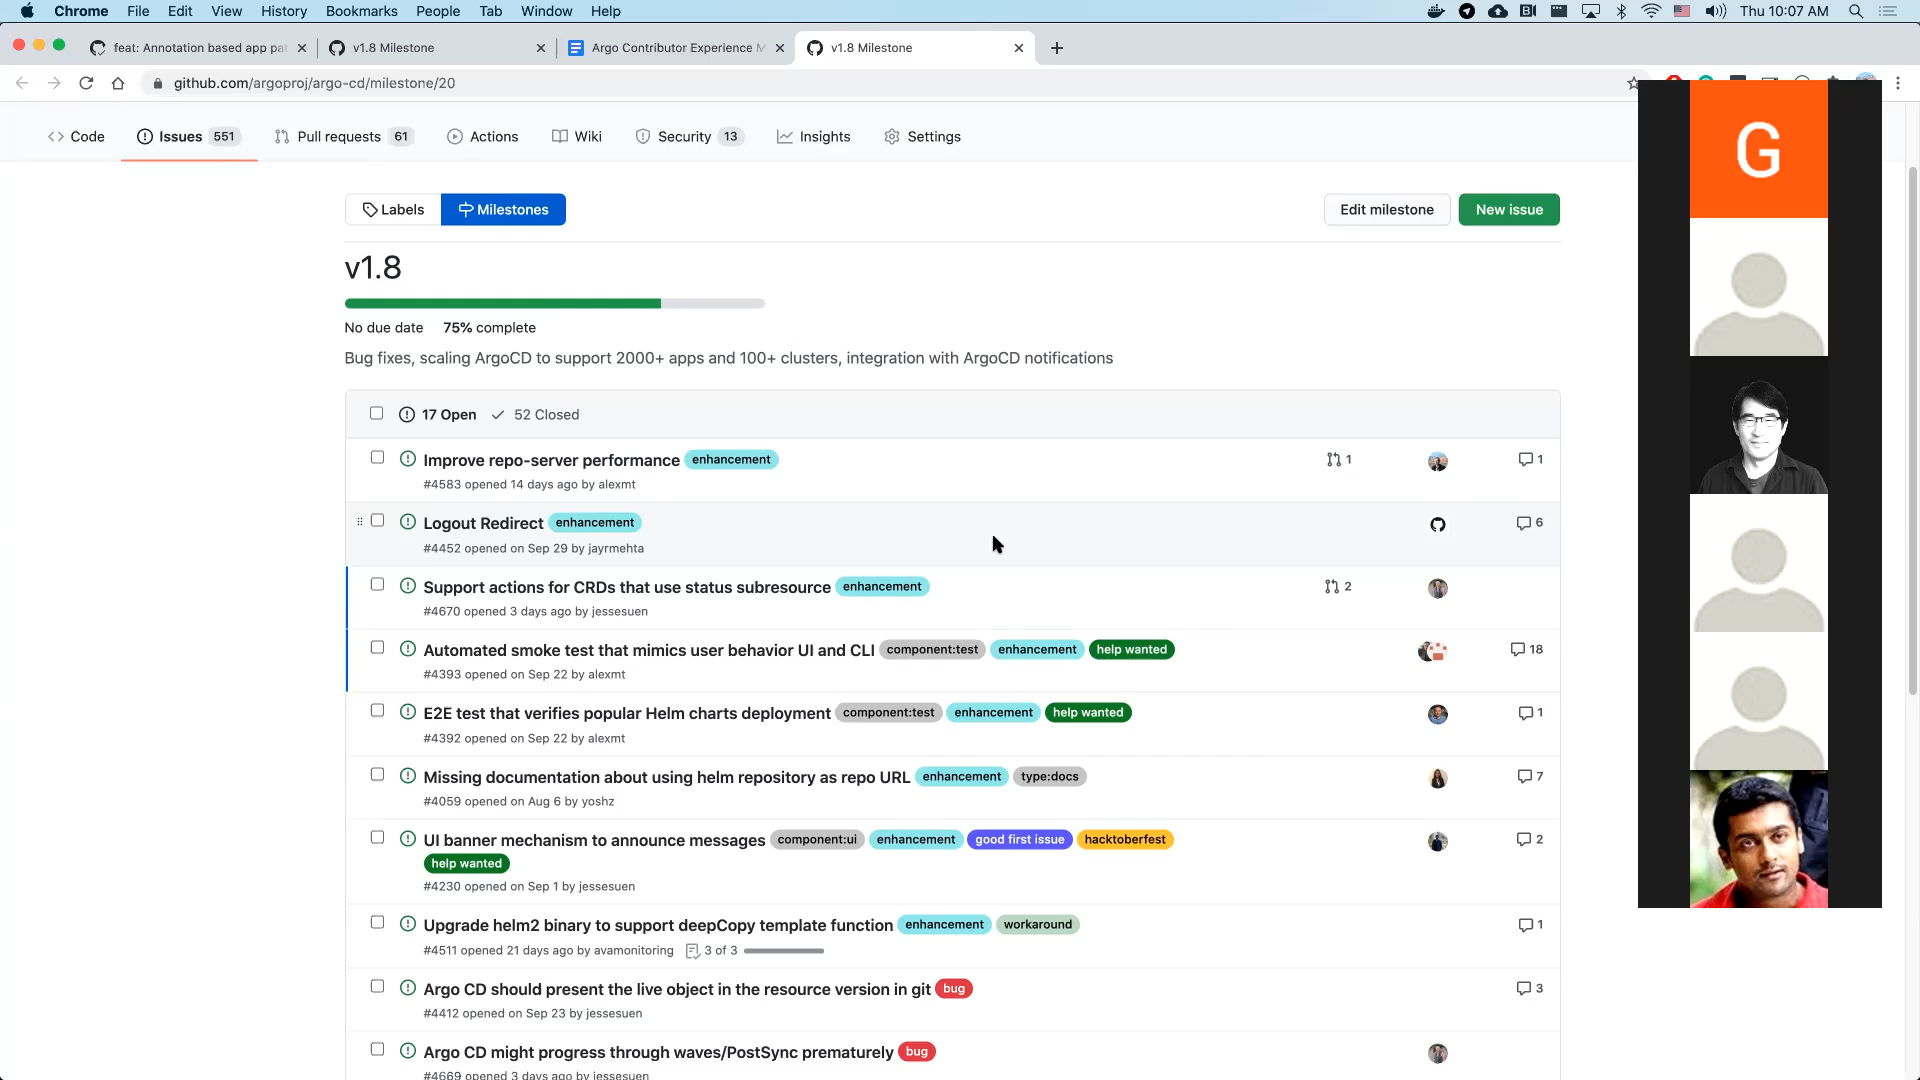 Chrome File Edit View History Bookmarks People Tab Window Help
Thu 10:07 AM
feat: Annotation based app pat
v1.8 Milestone
Argo Contributor Experience M
v1.8 Milestone
github.com/argoproj/argo-cd/milestone/20
Code Issues 551 Pull requests 61 Actions Wiki Security 13 Insights Settings
Labels Milestones
Edit milestone New issue
v1.8
No due date 75% complete
Bug fixes, scaling ArgoCD to support 2000+ apps and 100+ clusters, integration with ArgoCD notifications
17 Open 52 Closed
Improve repo-server performance enhancement 1 1
#4583 opened 14 days ago by alexmt
Logout Redirect enhancement 6
#4452 opened on Sep 29 by jayrmehta
Support actions for CRDs that use status subresource enhancement 2
#4670 opened 3 days ago by jessesuen
Automated smoke test that mimics user behavior UI and CLI component:test enhancement help wanted 18
#4393 opened on Sep 22 by alexmt
E2E test that verifies popular Helm charts deployment component:test enhancement help wanted 1
#4392 opened on Sep 22 by alexmt
Missing documentation about using helm repository as repo URL enhancement type:docs 7
#4059 opened on Aug 6 by yoshz
UI banner mechanism to announce messages component:ui enhancement good first issue hacktoberfest 2
help wanted
#4230 opened on Sep 1 by jessesuen
Upgrade helm2 binary to support deepCopy template function enhancement workaround 1
#4511 opened 21 days ago by avamonitoring 3 of 3
Argo CD should present the live object in the resource version in git bug 3
#4412 opened on Sep 23 by jessesuen
Argo CD might progress through waves/PostSync prematurely bug
#4669 opened 3 days ago by jessesuen
G